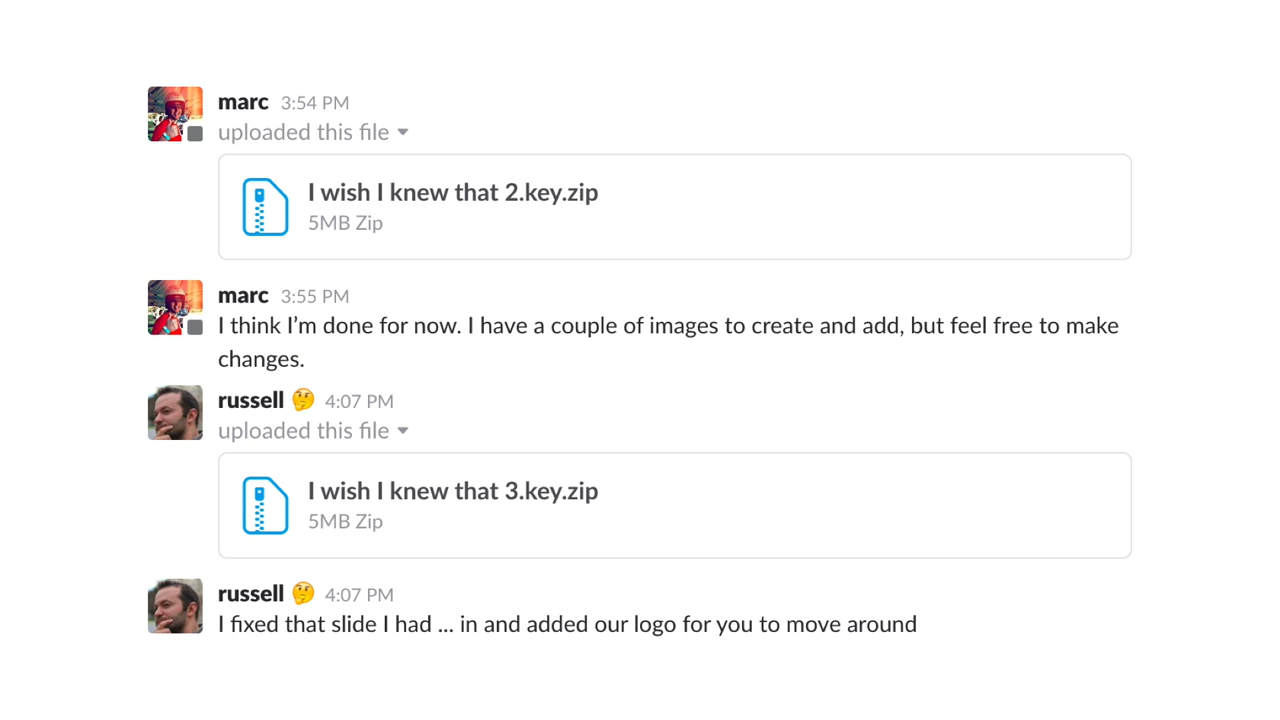 marc 3:54 PM
uploaded this file
I wish I knew that 2.key.zip
5MB Zip
marc 3:55 PM
I think I’m done for now. I have a couple of images to create and add, but feel free to make
changes.
russell 🤔 4:07 PM
uploaded this file
I wish I knew that 3.key.zip
5MB Zip
russell 🤔 4:07 PM
I fixed that slide I had ... in and added our logo for you to move around